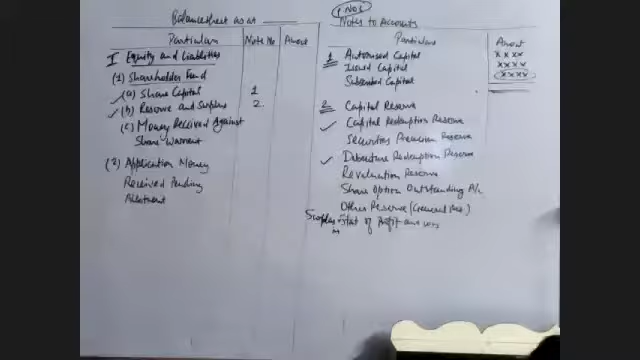 Balance sheet as at
Particulars Note No Amount
I Equity and Liabilities
(1) Shareholder Fund
(a) Share Capital 1
(b) Reserve and Surplus 2.
(c) Money Received Against
Share Warrant
(2) Application Money
Received Pending
Allotment
Notes to Accounts
Particulars Amount
1 Authorised Capital xxxx
Issued Capital xxxx
Subscribed Capital xxxx
2 Capital Reserve
Capital Redemption Reserve
Securities Premium Reserve
Debenture Redemption Reserve
Revaluation Reserve
Share Option Outstanding A/c
Other Reserve (General Res)
Surplus in Stat of Profit and